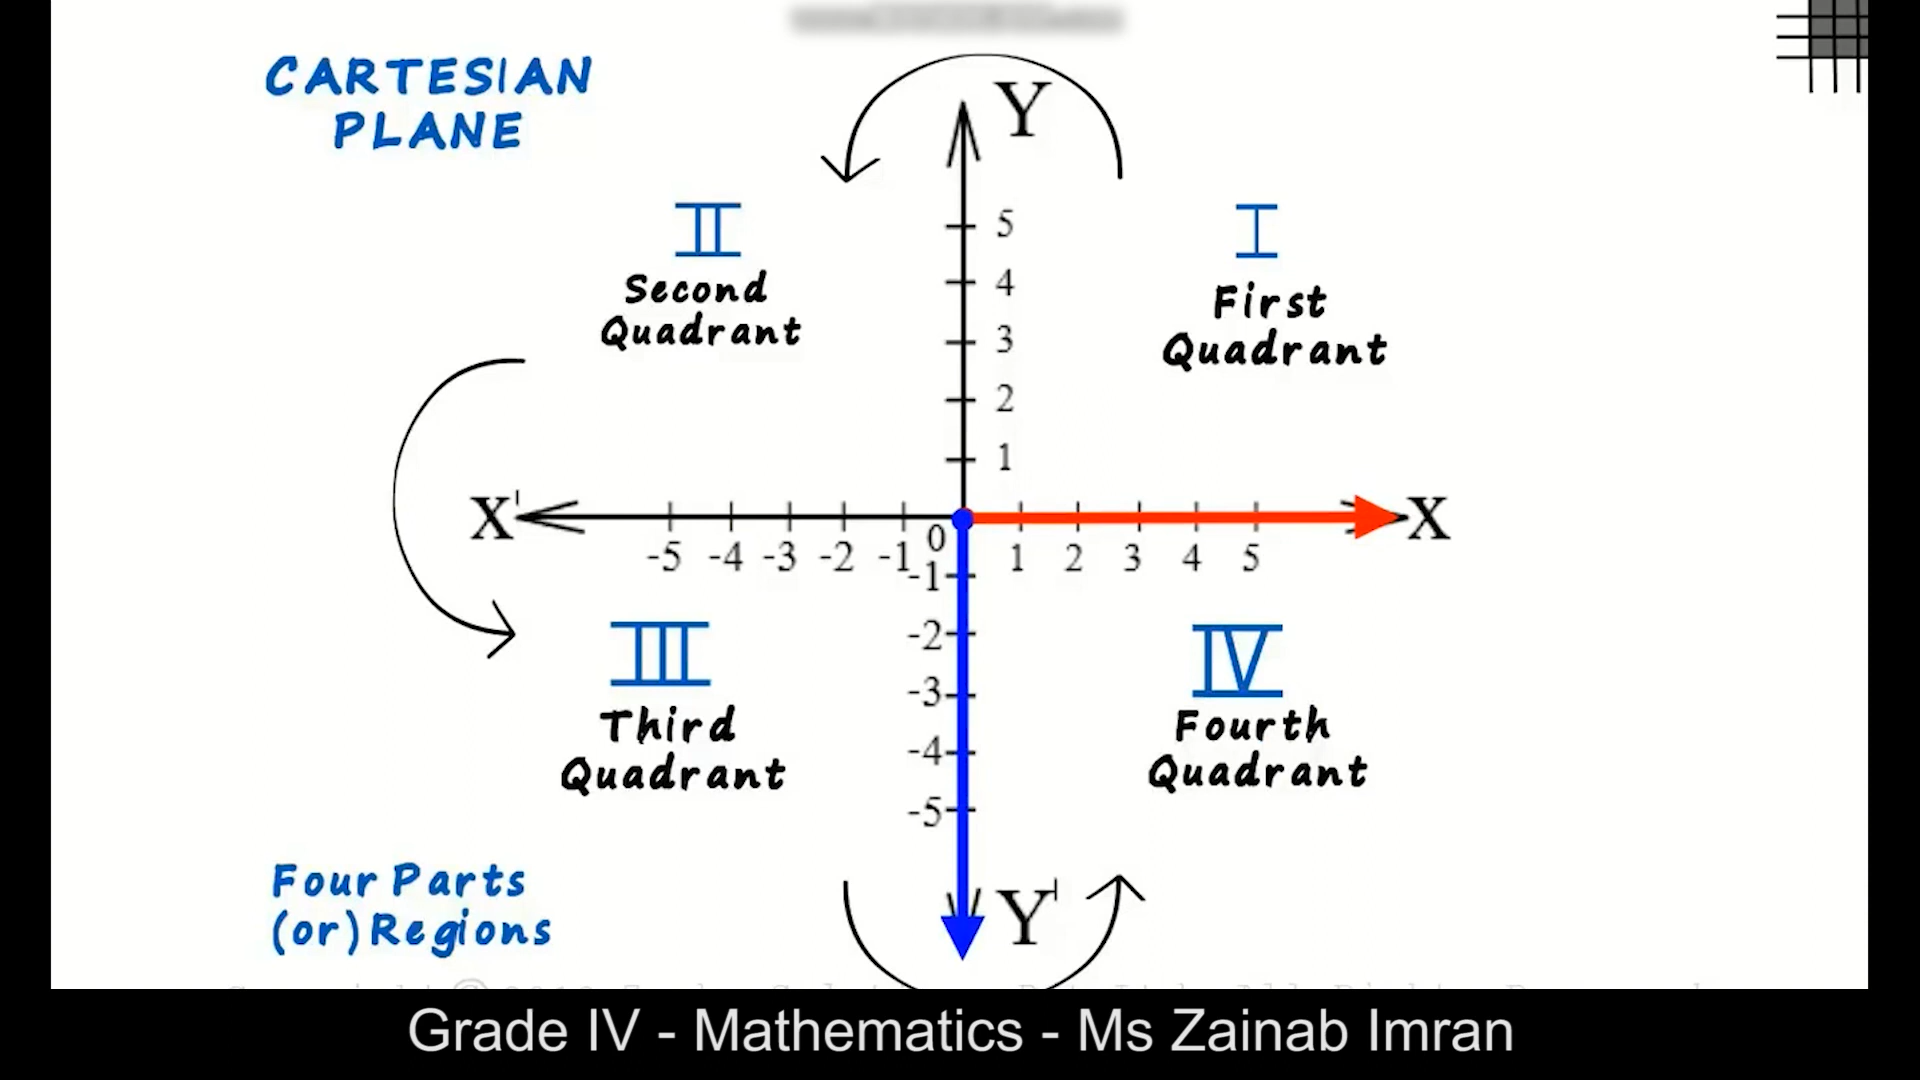 CARTESIAN
PLANE
Y
II
Second
Quadrant
I
First
Quadrant
5
4
3
2
1
X'
X
-5 -4 -3 -2 -1 0 1 2 3 4 5
-1
-2
-3
-4
-5
III
Third
Quadrant
IV
Fourth
Quadrant
Four Parts
(or) Regions
Y'
Grade IV - Mathematics - Ms Zainab Imran